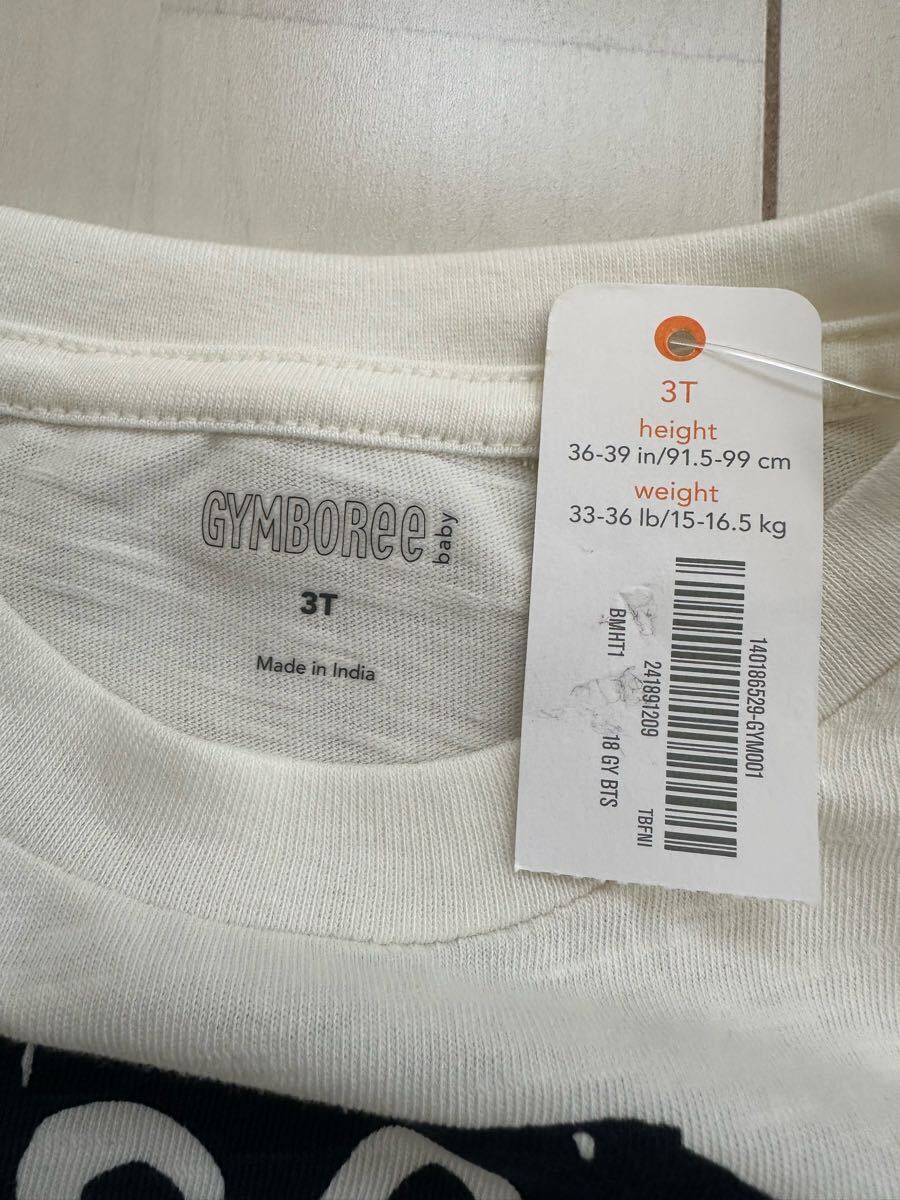 GYMBOREE baby
3T
Made in India
3T
height
36-39 in/91.5-99 cm
weight
33-36 lb/15-16.5 kg
140186529-GYM001
241891209 TBFNI
BMHT1 18 GY BTS